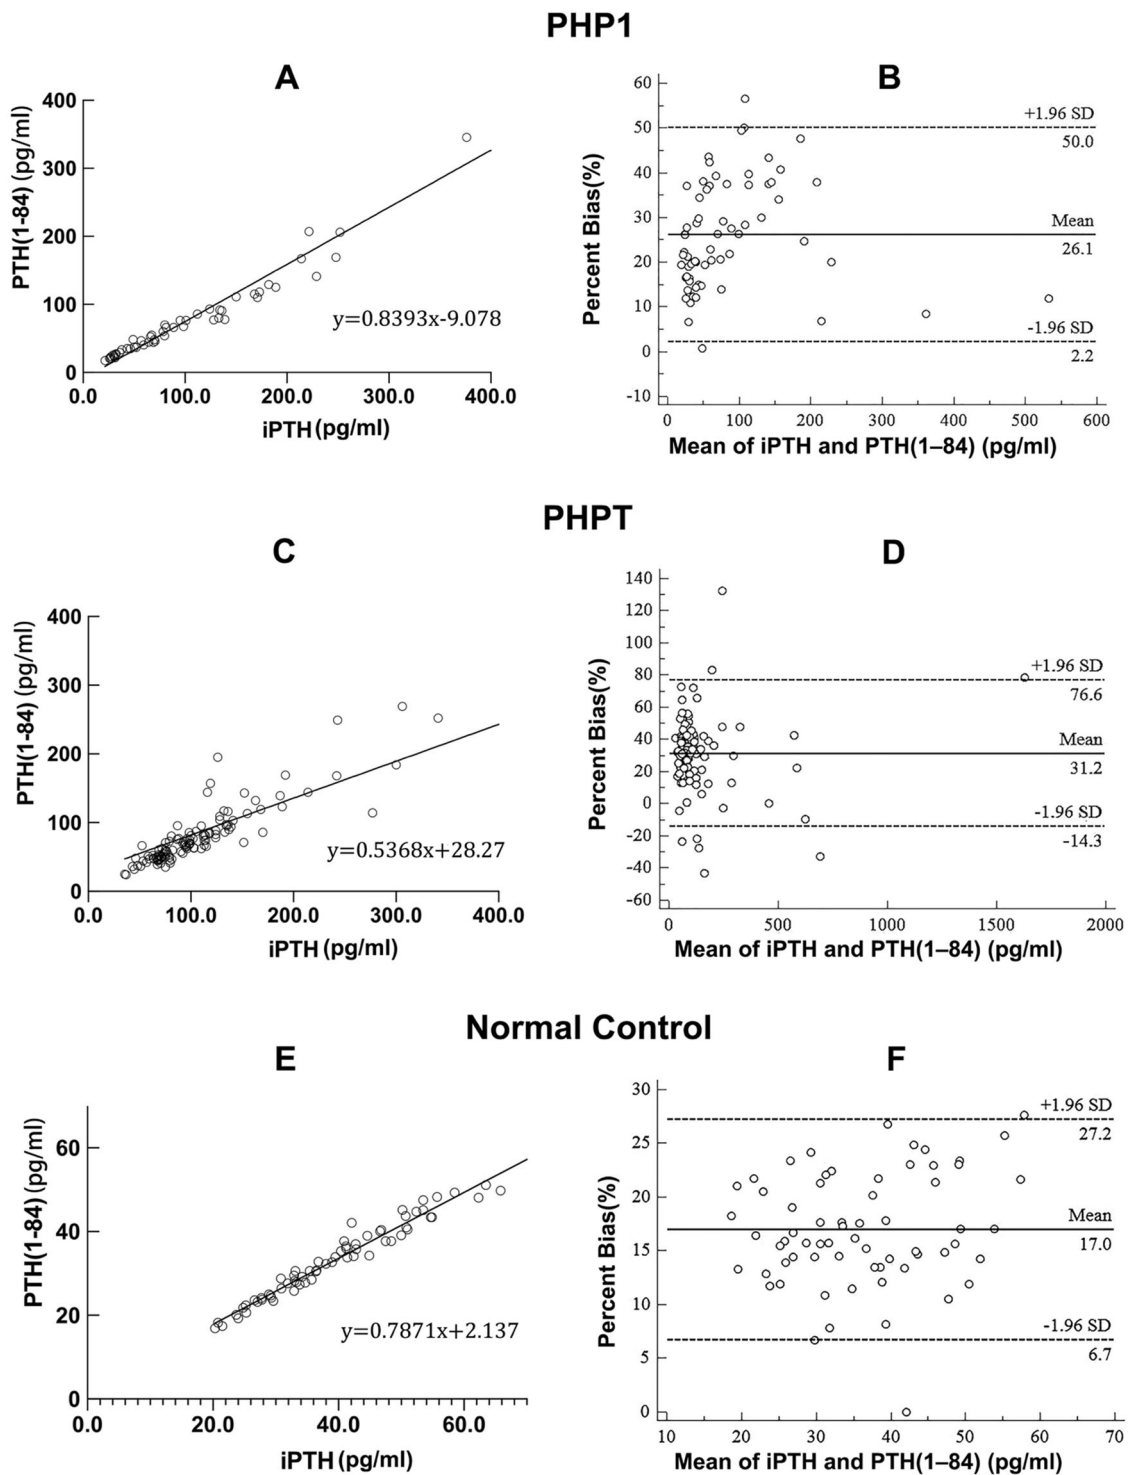 PHP1
A
400
300
200
100
0
PTH(1-84) (pg/ml)
y=0.8393x-9.078
0.0 100.0 200.0 300.0 400.0
iPTH (pg/ml)
B
60
50
40
30
20
10
0
-10
Percent Bias(%)
+1.96 SD
50.0
Mean
26.1
-1.96 SD
2.2
0 100 200 300 400 500 600
Mean of iPTH and PTH(1–84) (pg/ml)
PHPT
C
400
300
200
100
0
PTH(1-84) (pg/ml)
y=0.5368x+28.27
0.0 100.0 200.0 300.0 400.0
iPTH (pg/ml)
D
140
120
100
80
60
40
20
0
-20
-40
-60
Percent Bias(%)
+1.96 SD
76.6
Mean
31.2
-1.96 SD
-14.3
0 500 1000 1500 2000
Mean of iPTH and PTH(1–84) (pg/ml)
Normal Control
E
60
40
20
0
PTH(1-84) (pg/ml)
y=0.7871x+2.137
0.0 20.0 40.0 60.0
iPTH (pg/ml)
F
30
25
20
15
10
5
0
Percent Bias(%)
+1.96 SD
27.2
Mean
17.0
-1.96 SD
6.7
10 20 30 40 50 60 70
Mean of iPTH and PTH(1–84) (pg/ml)